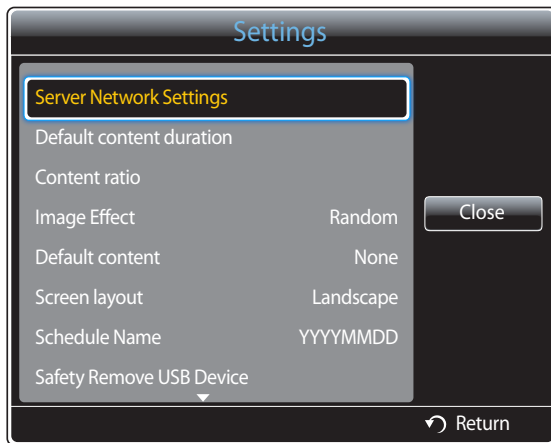 Settings
Server Network Settings
Default content duration
Content ratio
Image Effect Random
Default content None
Screen layout Landscape
Schedule Name YYYYMMDD
Safety Remove USB Device
Close
Return